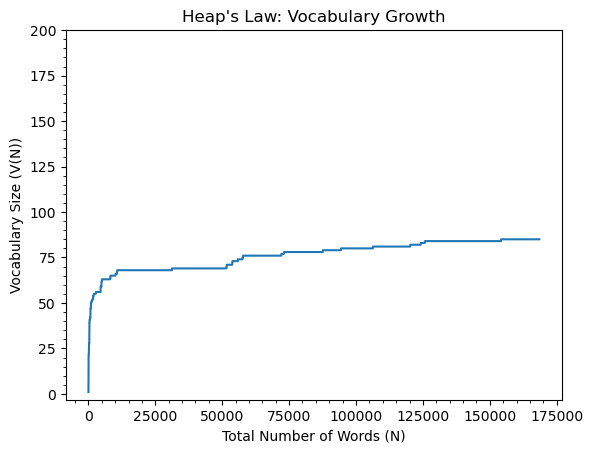 Heap's Law: Vocabulary Growth
200
175
150
125
100
75
50
25
0
Vocabulary Size (V(N))
0 25000 50000 75000 100000 125000 150000 175000
Total Number of Words (N)